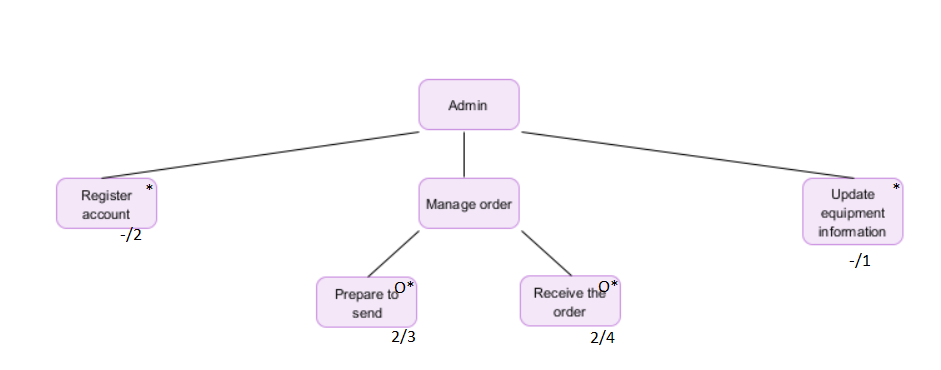 Admin
Register *
account
-/2
Manage order
Update *
equipment
information
-/1
Prepare to O*
send
2/3
Receive the O*
order
2/4